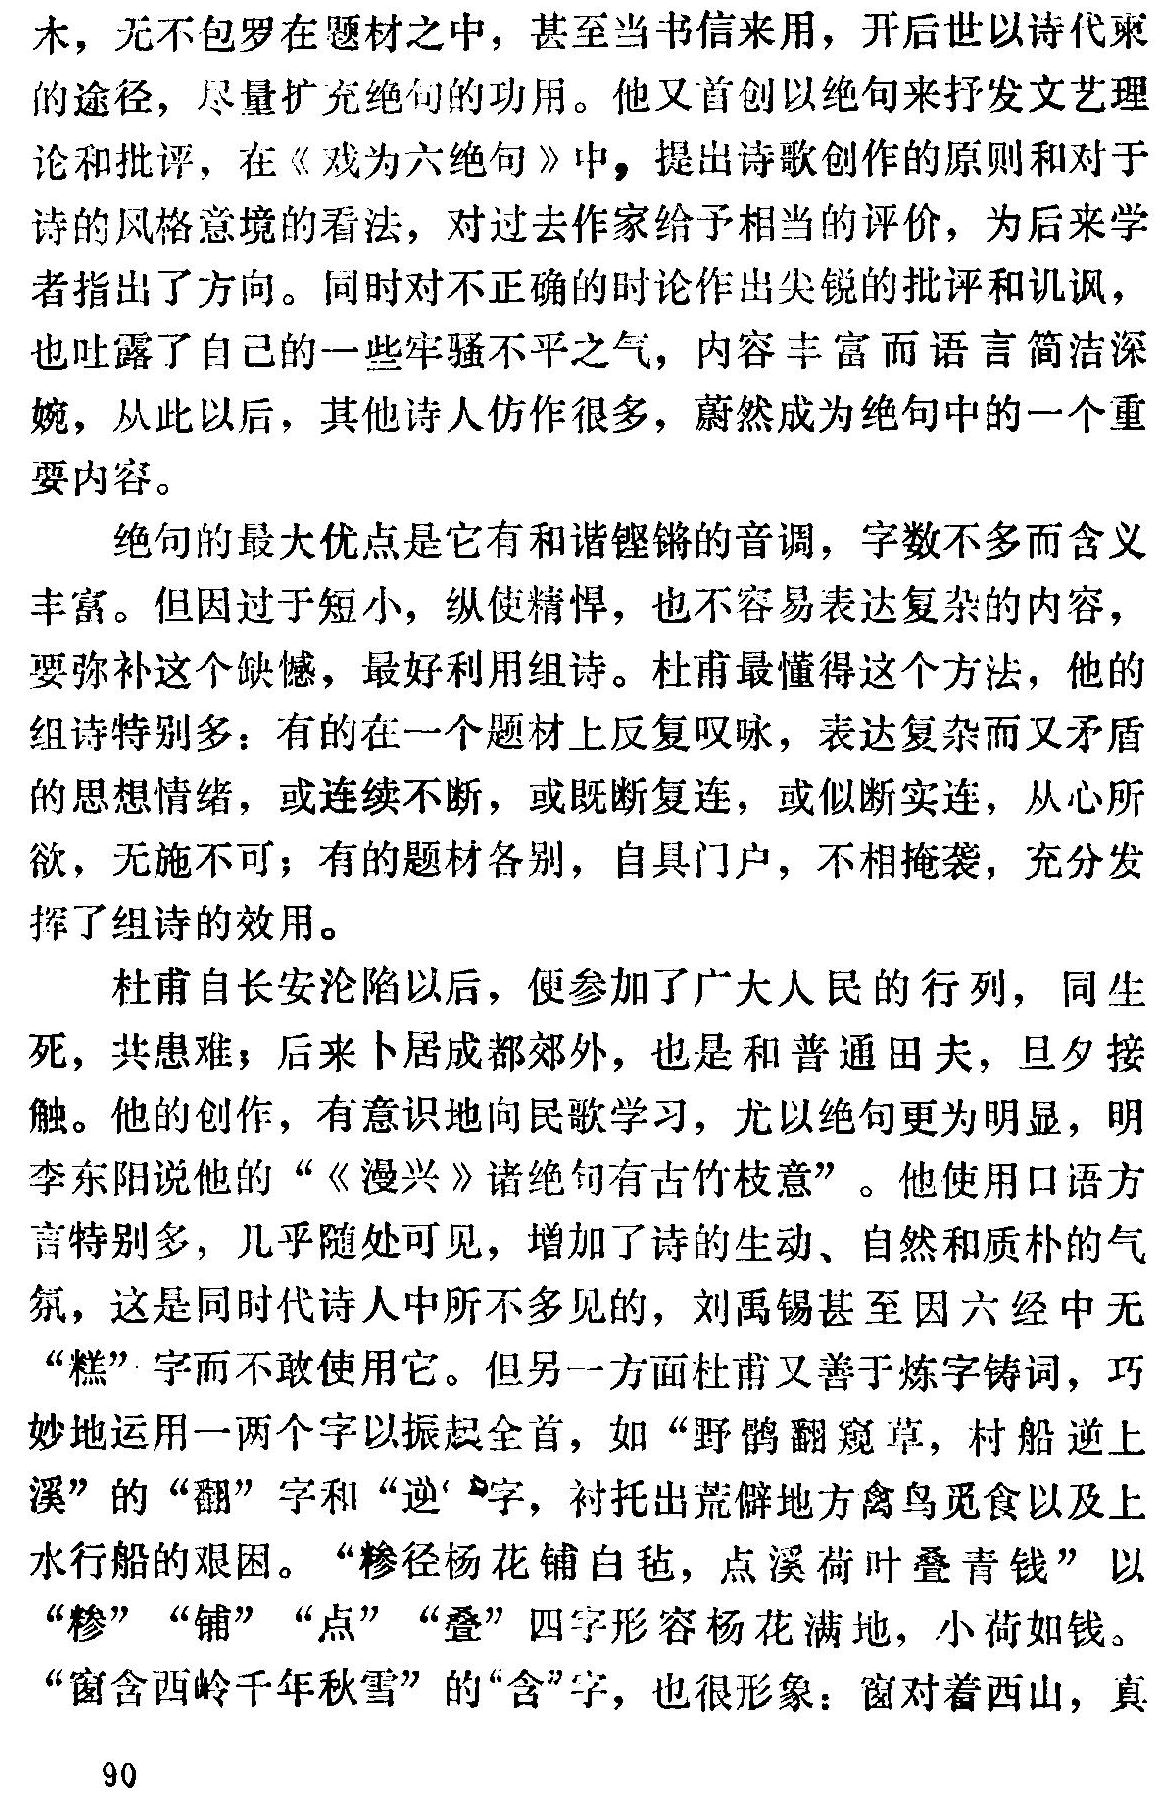 木，无不包罗在题材之中，甚至当书信来用，开后世以诗代柬
的途径，尽量扩充绝句的功用。他又首创以绝句来抒发文艺理
论和批评，在《戏为六绝句》中，提出诗歌创作的原则和对于
诗的风格意境的看法，对过去作家给予相当的评价，为后来学
者指出了方向。同时对不正确的时论作出尖锐的批评和讥讽，
也吐露了自己的一些牢骚不平之气，内容丰富而语言简洁深
婉，从此以后，其他诗人仿作很多，蔚然成为绝句中的一个重
要内容。
绝句的最大优点是它有和谐铿锵的音调，字数不多而含义
丰富。但因过于短小，纵使精悍，也不容易表达复杂的内容，
要弥补这个缺憾，最好利用组诗。杜甫最懂得这个方法，他的
组诗特别多：有的在一个题材上反复叹咏，表达复杂而又矛盾
的思想情绪，或连续不断，或既断复连，或似断实连，从心所
欲，无施不可；有的题材各别，自具门户，不相掩袭，充分发
挥了组诗的效用。
杜甫自长安沦陷以后，便参加了广大人民的行列，同生
死，共患难；后来卜居成都郊外，也是和普通田夫，旦夕接
触。他的创作，有意识地向民歌学习，尤以绝句更为明显，明
李东阳说他的“《漫兴》诸绝句有古竹枝意”。他使用口语方
言特别多，几乎随处可见，增加了诗的生动、自然和质朴的气
氛，这是同时代诗人中所不多见的，刘禹锡甚至因六经中无
“糕”字而不敢使用它。但另一方面杜甫又善于炼字铸词，巧
妙地运用一两个字以振起全首，如“野鹘翻窥草，村船逆上
溪”的“翻”字和“逆”字，衬托出荒僻地方禽鸟觅食以及上
水行船的艰困。“糁径杨花铺白毡，点溪荷叶叠青钱”以
“糁”“铺”“点”“叠”四字形容杨花满地，小荷如钱。
“窗含西岭千年秋雪”的“含”字，也很形象：窗对着西山，真
90